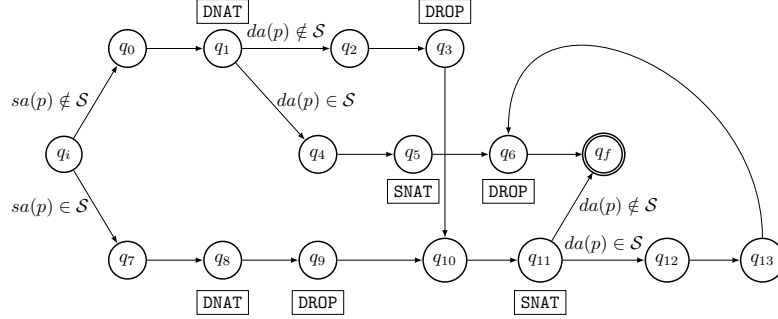 DNAT DROP
q0 q1 da(p) ∉ 𝒮 q2 q3
sa(p) ∉ 𝒮 da(p) ∈ 𝒮
qi q4 q5 q6 qf
SNAT DROP
sa(p) ∈ 𝒮 da(p) ∉ 𝒮
da(p) ∈ 𝒮
q7 q8 q9 q10 q11 q12 q13
DNAT DROP SNAT